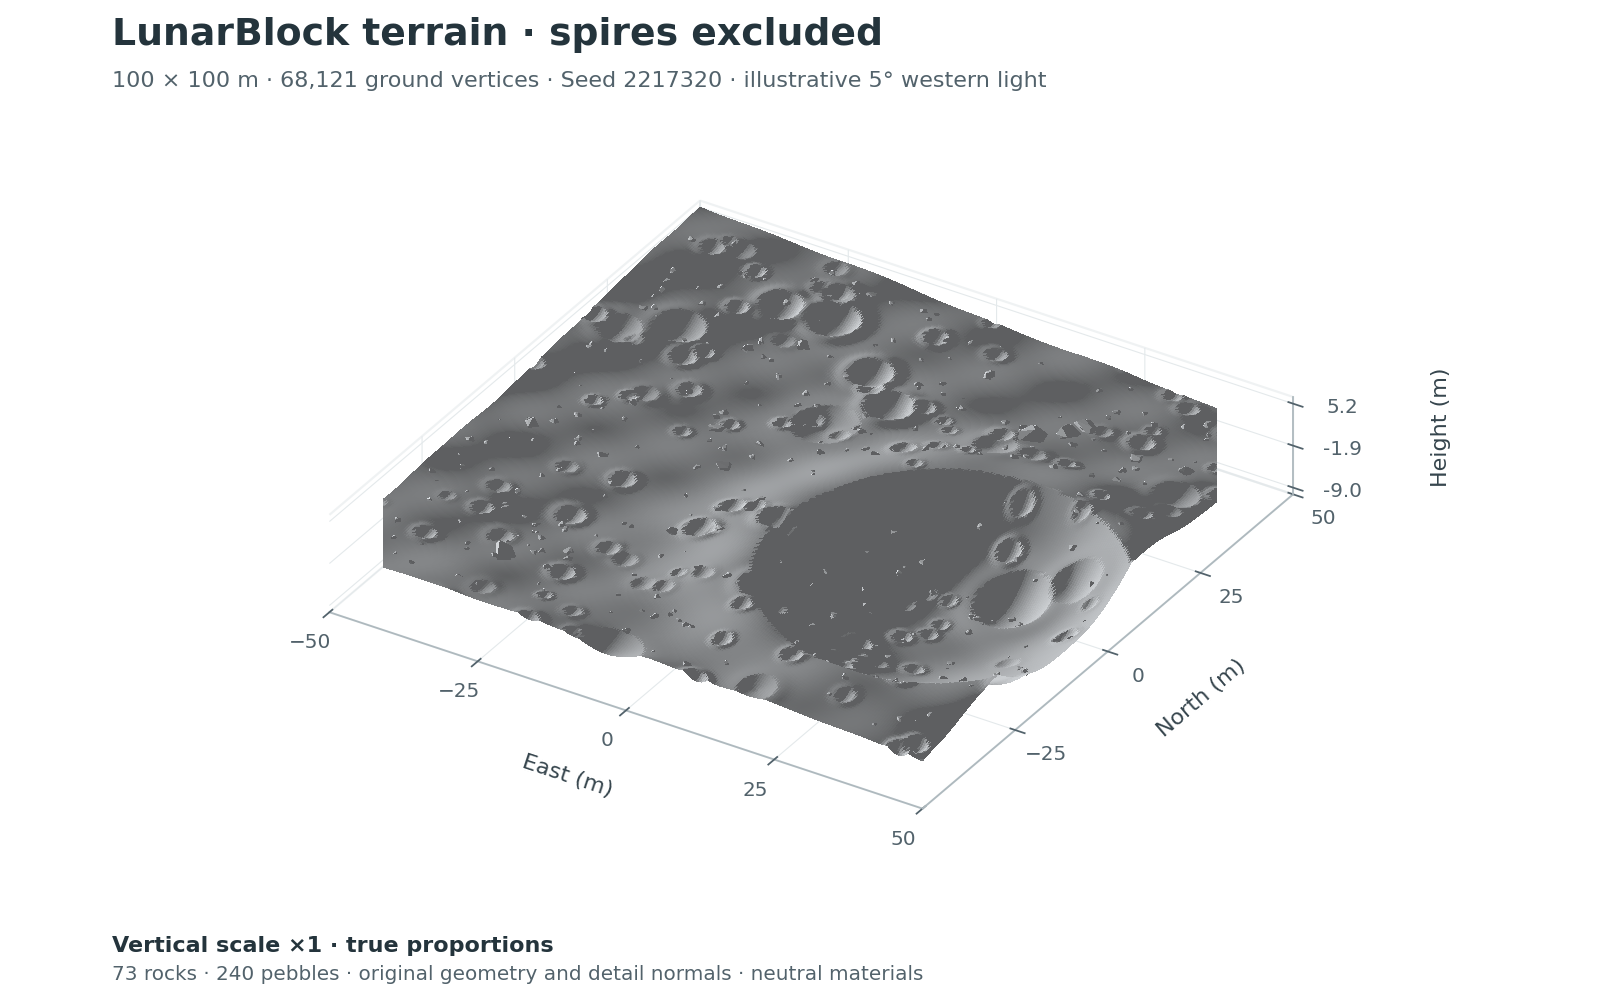 LunarBlock terrain · spires excluded
100 × 100 m · 68,121 ground vertices · Seed 2217320 · illustrative 5° western light
5.2
-1.9
-9.0
Height (m)
50
25
0
−25
North (m)
−50
−25
0
25
50
East (m)
Vertical scale ×1 · true proportions
73 rocks · 240 pebbles · original geometry and detail normals · neutral materials